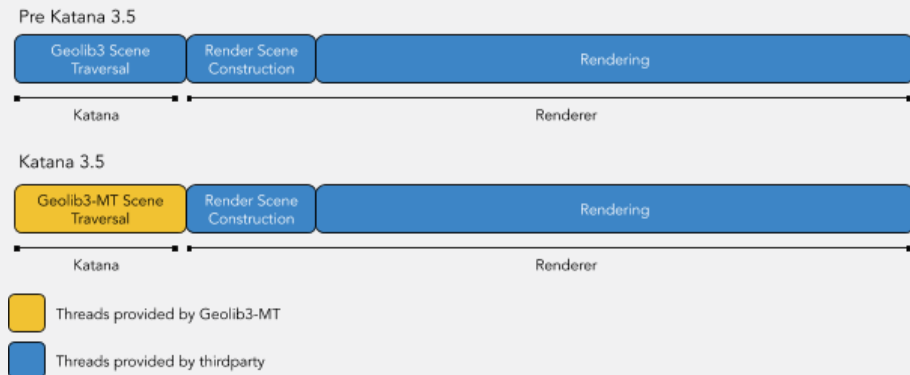 Pre Katana 3.5
Geolib3 Scene
Traversal
Render Scene
Construction
Rendering
Katana
Renderer
Katana 3.5
Geolib3-MT Scene
Traversal
Render Scene
Construction
Rendering
Katana
Renderer
Threads provided by Geolib3-MT
Threads provided by thirdparty